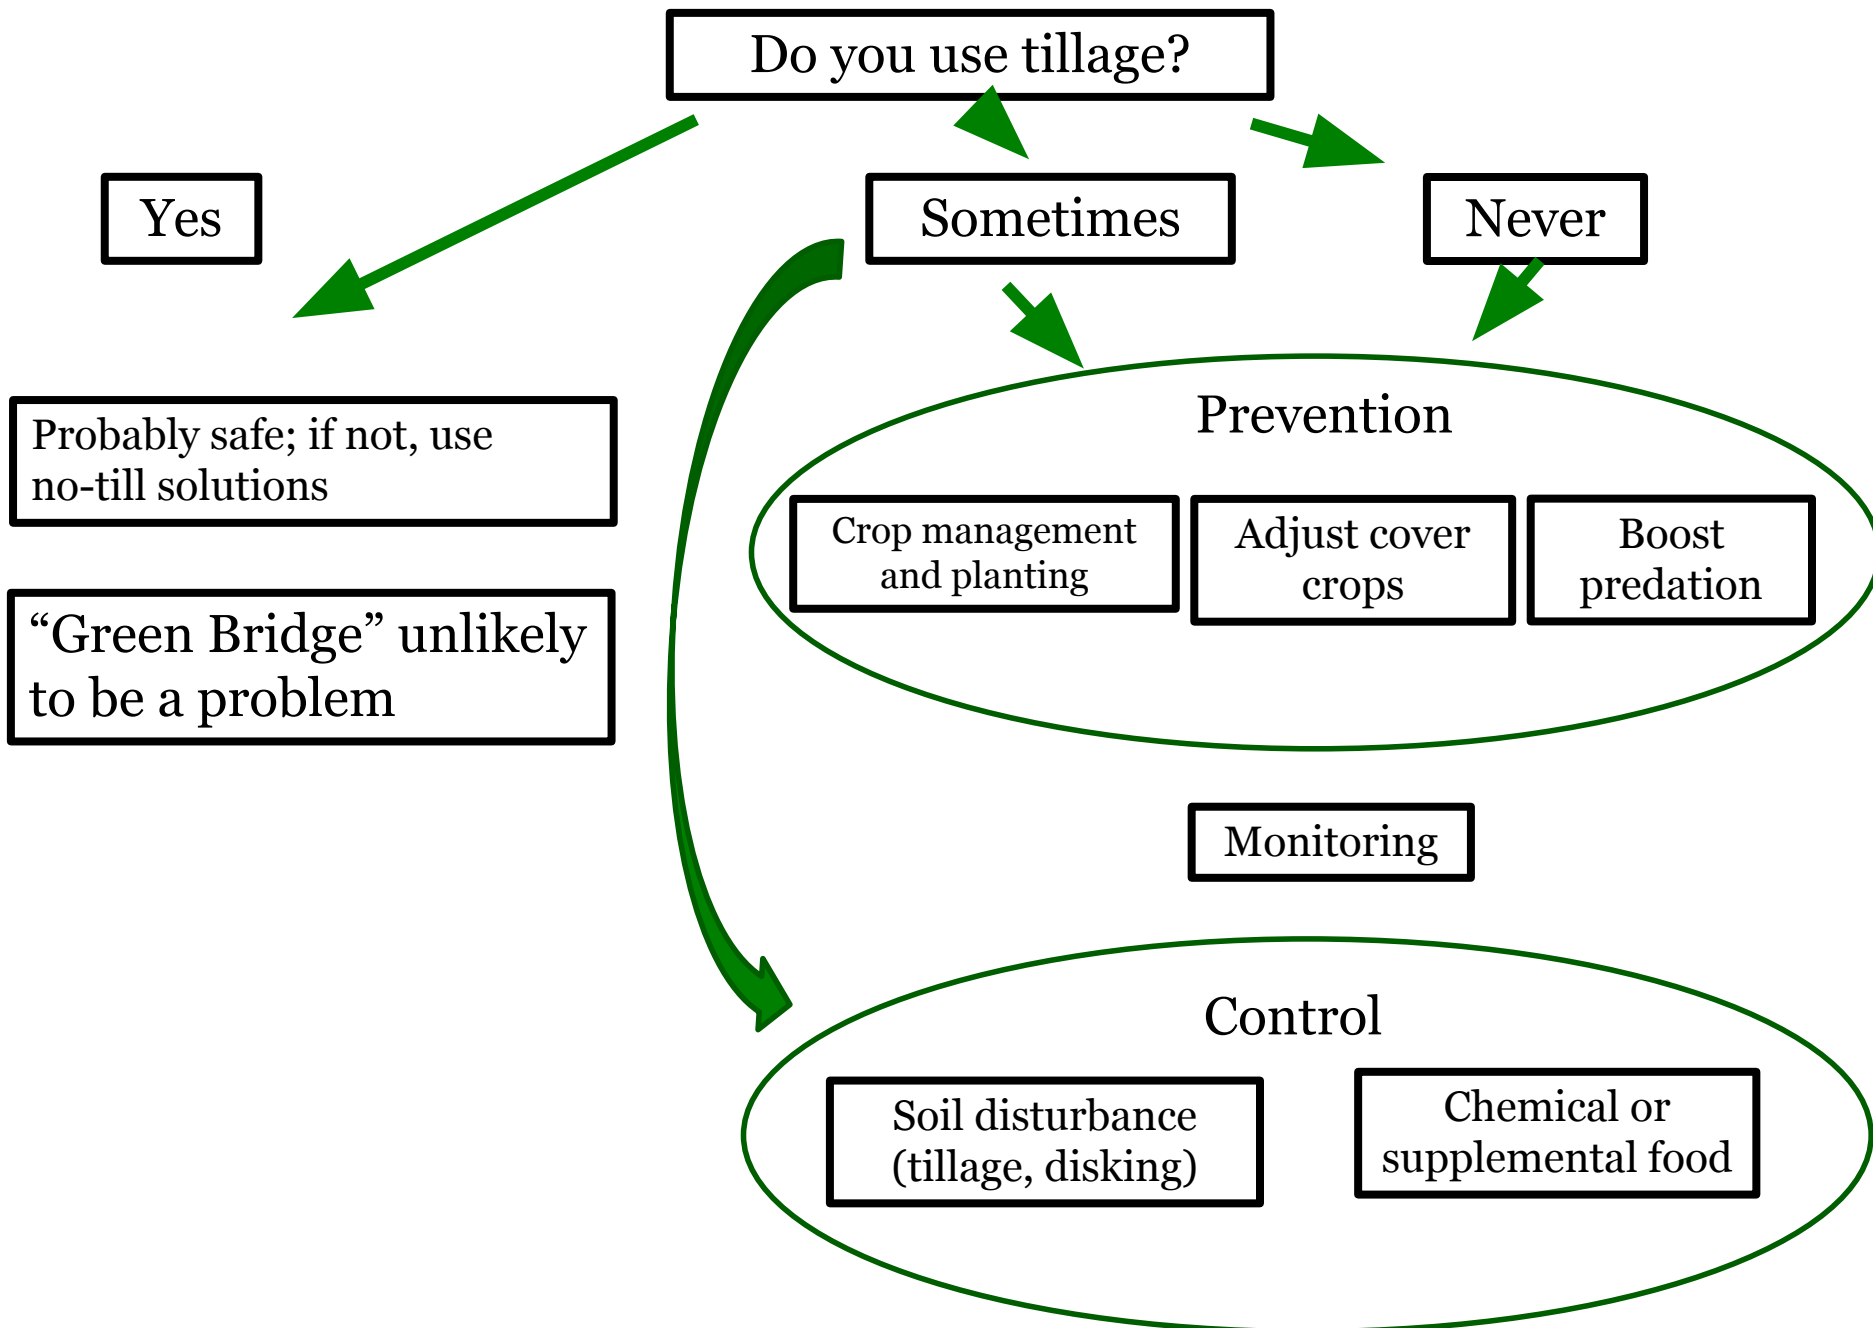 Do you use tillage?
Yes
Sometimes
Never
Probably safe; if not, use
no-till solutions
“Green Bridge” unlikely
to be a problem
Prevention
Crop management
and planting
Adjust cover
crops
Boost
predation
Monitoring
Control
Soil disturbance
(tillage, disking)
Chemical or
supplemental food